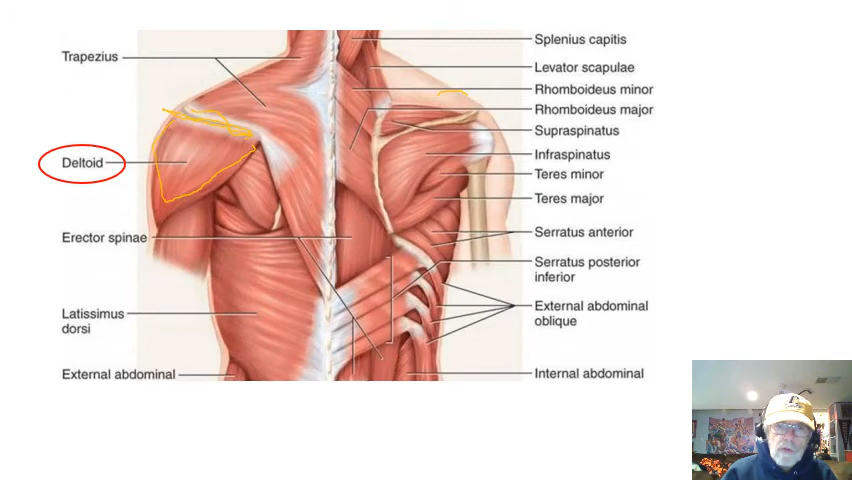 Trapezius
Deltoid
Erector spinae
Latissimus
dorsi
External abdominal
Splenius capitis
Levator scapulae
Rhomboideus minor
Rhomboideus major
Supraspinatus
Infraspinatus
Teres minor
Teres major
Serratus anterior
Serratus posterior
inferior
External abdominal
oblique
Internal abdominal